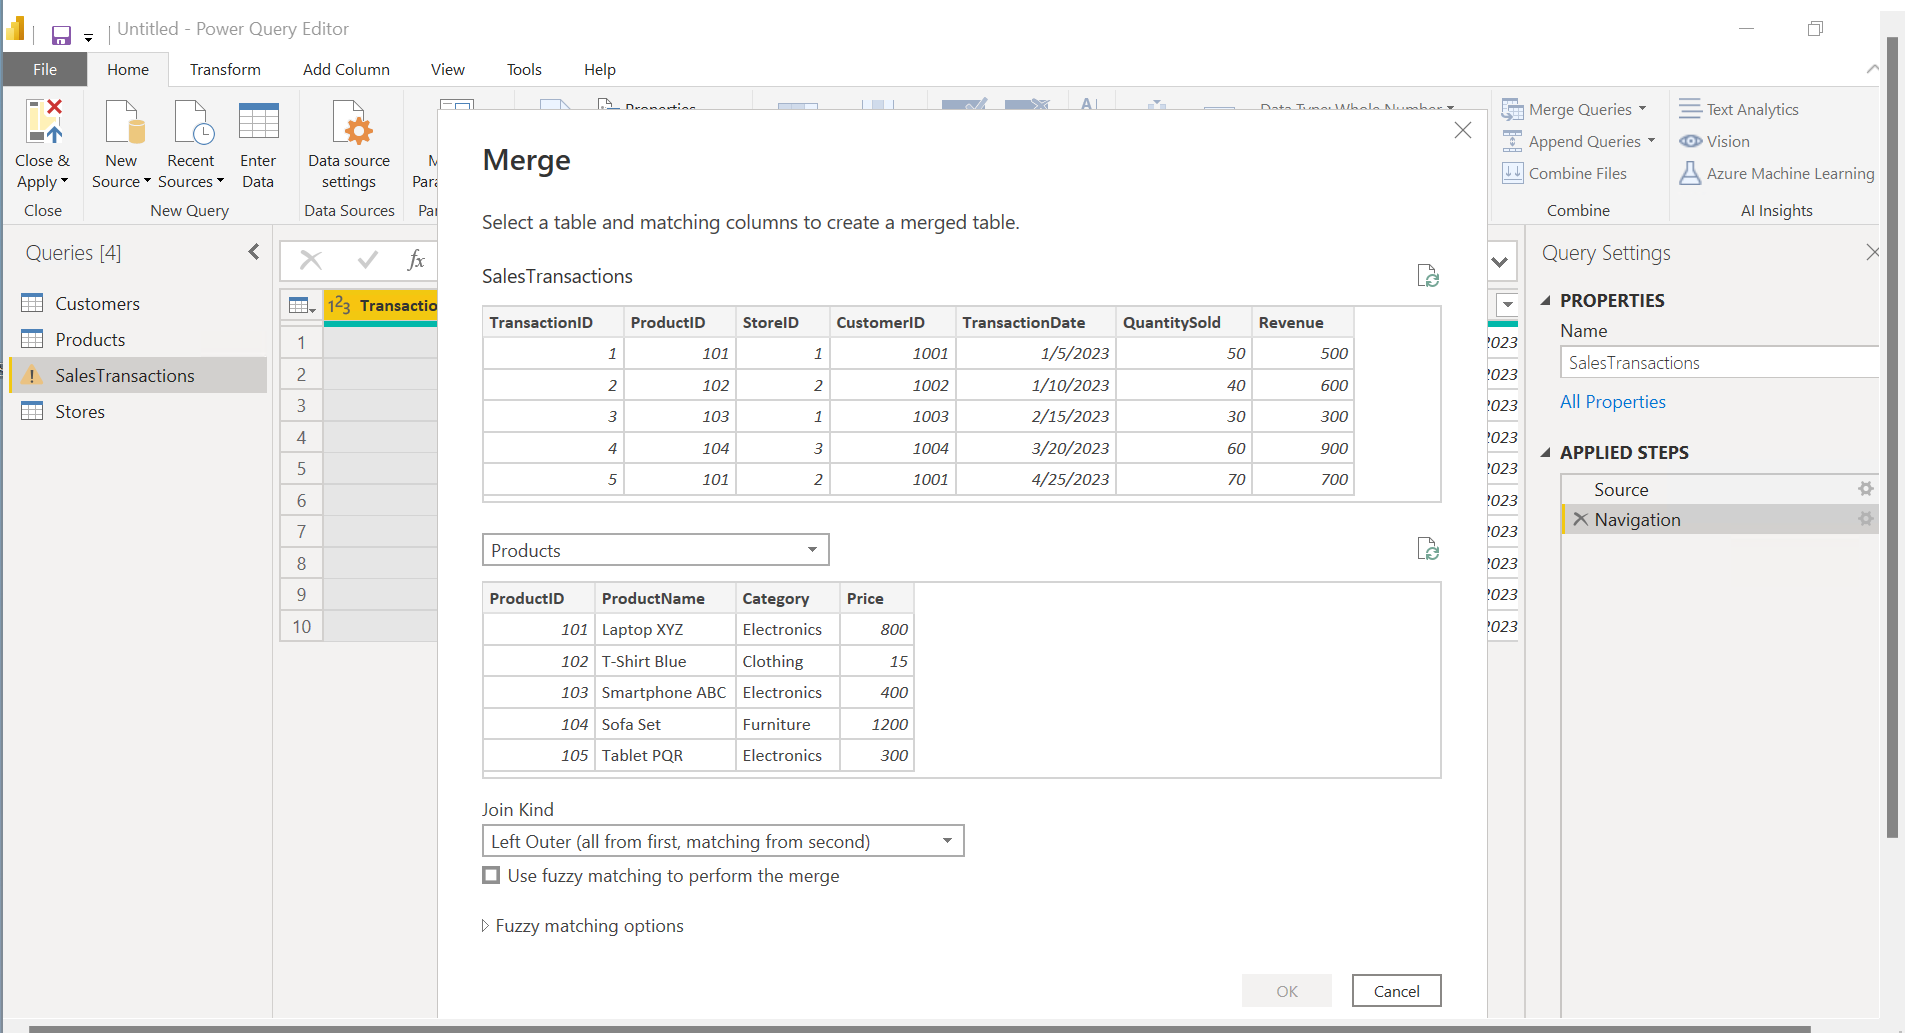 Untitled - Power Query Editor
File Home Transform Add Column View Tools Help
Close & Apply
Close
New Source
Recent Sources
Enter Data
New Query
Data source settings
Data Sources
Properties
Data Type: Whole Number
Merge Queries
Append Queries
Combine Files
Combine
Text Analytics
Vision
Azure Machine Learning
AI Insights
Queries [4]
Customers
Products
SalesTransactions
Stores
fx
1 2 3
1
2
3
4
5
6
7
8
9
10
Merge
Select a table and matching columns to create a merged table.
SalesTransactions
TransactionID ProductID StoreID CustomerID TransactionDate QuantitySold Revenue
1 101 1 1001 1/5/2023 50 500
2 102 2 1002 1/10/2023 40 600
3 103 1 1003 2/15/2023 30 300
4 104 3 1004 3/20/2023 60 900
5 101 2 1001 4/25/2023 70 700
Products
ProductID ProductName Category Price
101 Laptop XYZ Electronics 800
102 T-Shirt Blue Clothing 15
103 Smartphone ABC Electronics 400
104 Sofa Set Furniture 1200
105 Tablet PQR Electronics 300
Join Kind
Left Outer (all from first, matching from second)
Use fuzzy matching to perform the merge
Fuzzy matching options
OK Cancel
Query Settings
PROPERTIES
Name
SalesTransactions
All Properties
APPLIED STEPS
Source
Navigation